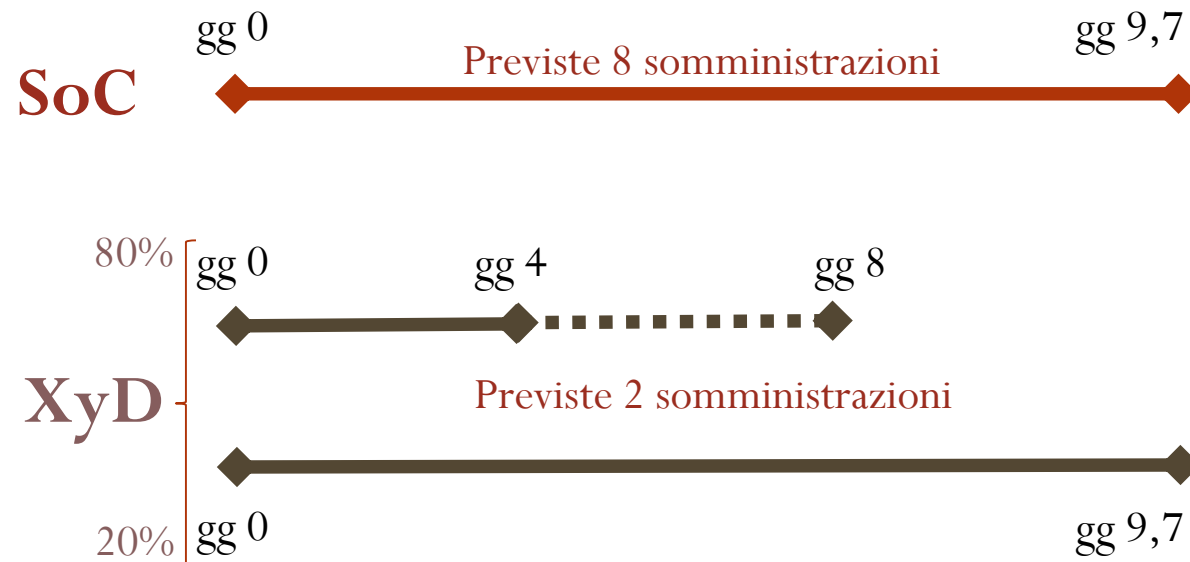 gg 0
gg 9,7
Previste 8 somministrazioni
SoC
80%
gg 0
gg 4
gg 8
XyD
Previste 2 somministrazioni
20%
gg 0
gg 9,7